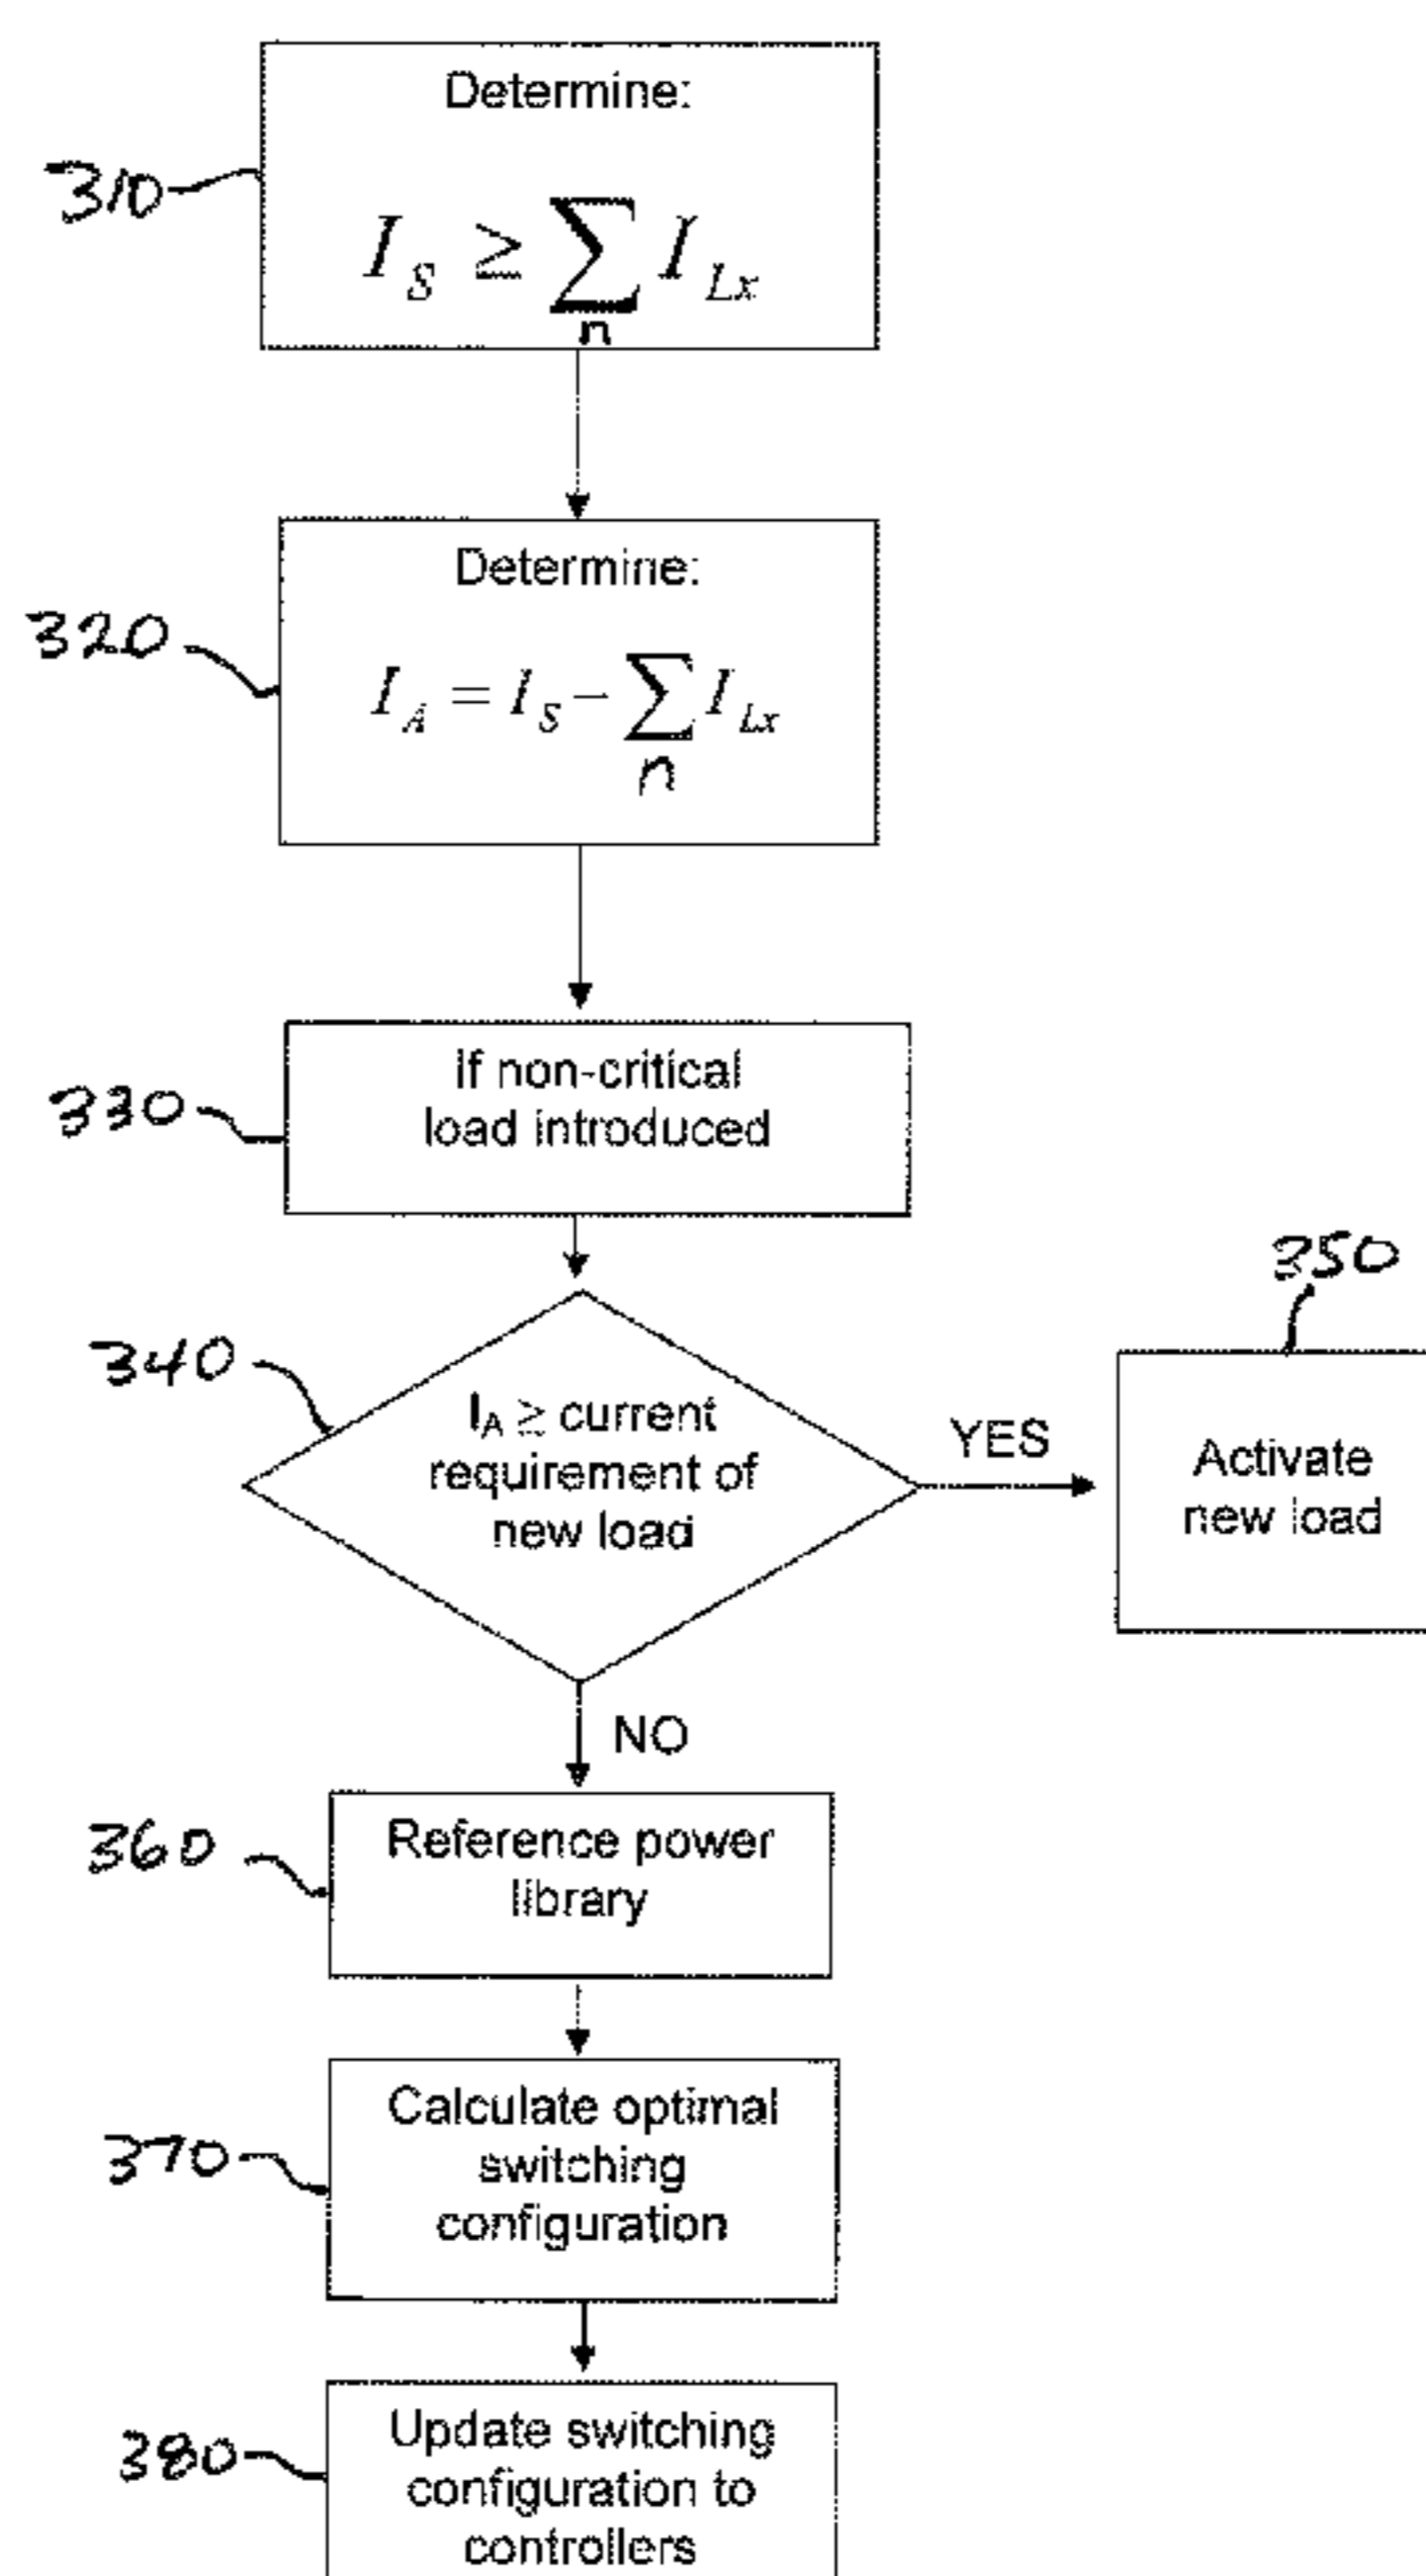 Determine:
310
I_S ≥ ∑_n I_Lx
Determine:
320
I_A = I_S - ∑_n I_Lx
If non-critical
330
load introduced
350
340
I_A ≥ current
requirement of
new load
YES
Activate
new load
NO
360
Reference power
library
370
Calculate optimal
switching
configuration
380
Update switching
configuration to
controllers